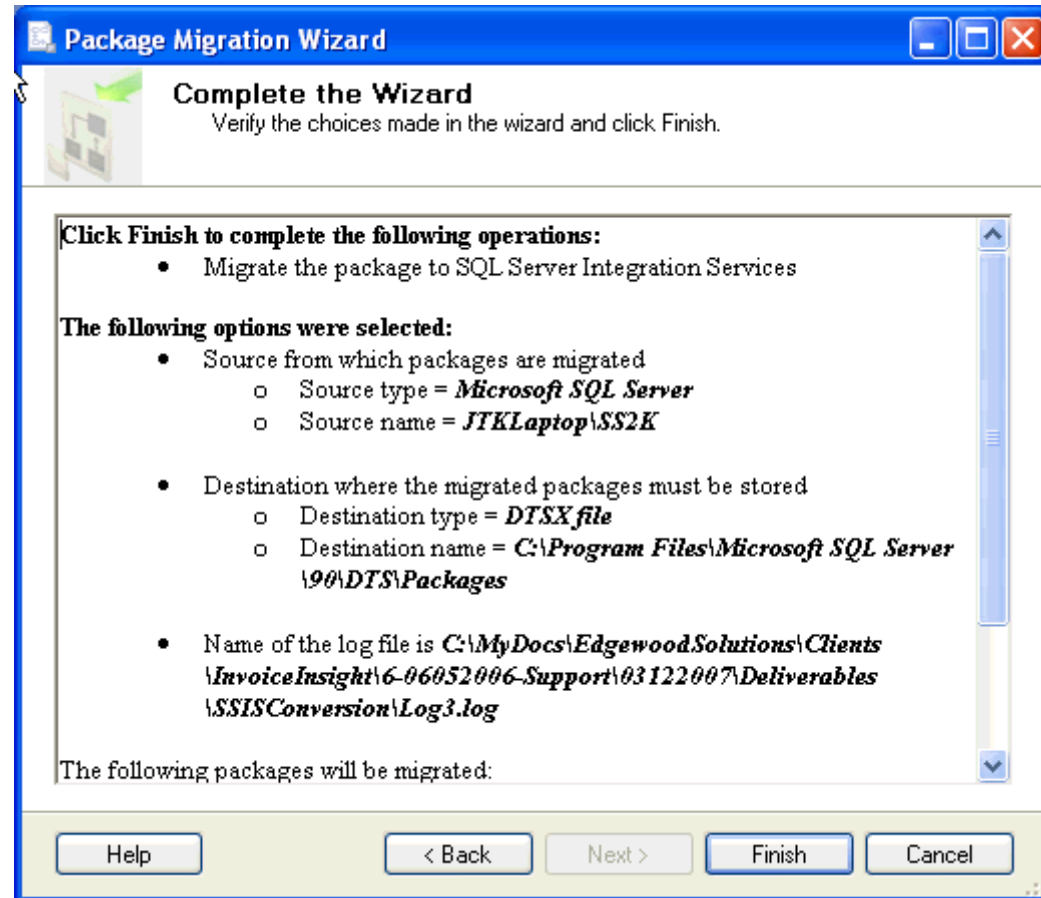 Package Migration Wizard
Complete the Wizard
Verify the choices made in the wizard and click Finish.
Click Finish to complete the following operations:
• Migrate the package to SQL Server Integration Services
The following options were selected:
• Source from which packages are migrated
o Source type = Microsoft SQL Server
o Source name = JTKLaptop\SS2K
• Destination where the migrated packages must be stored
o Destination type = DTSX file
o Destination name = C:\Program Files\Microsoft SQL Server
\90\DTS\Packages
• Name of the log file is C:\MyDocs\EdgewoodSolutions\Clients
\InvoiceInsight\6-06052006-Support\03122007\Deliverables
\SSISConversion\Log3.log
The following packages will be migrated:
Help
< Back
Next >
Finish
Cancel